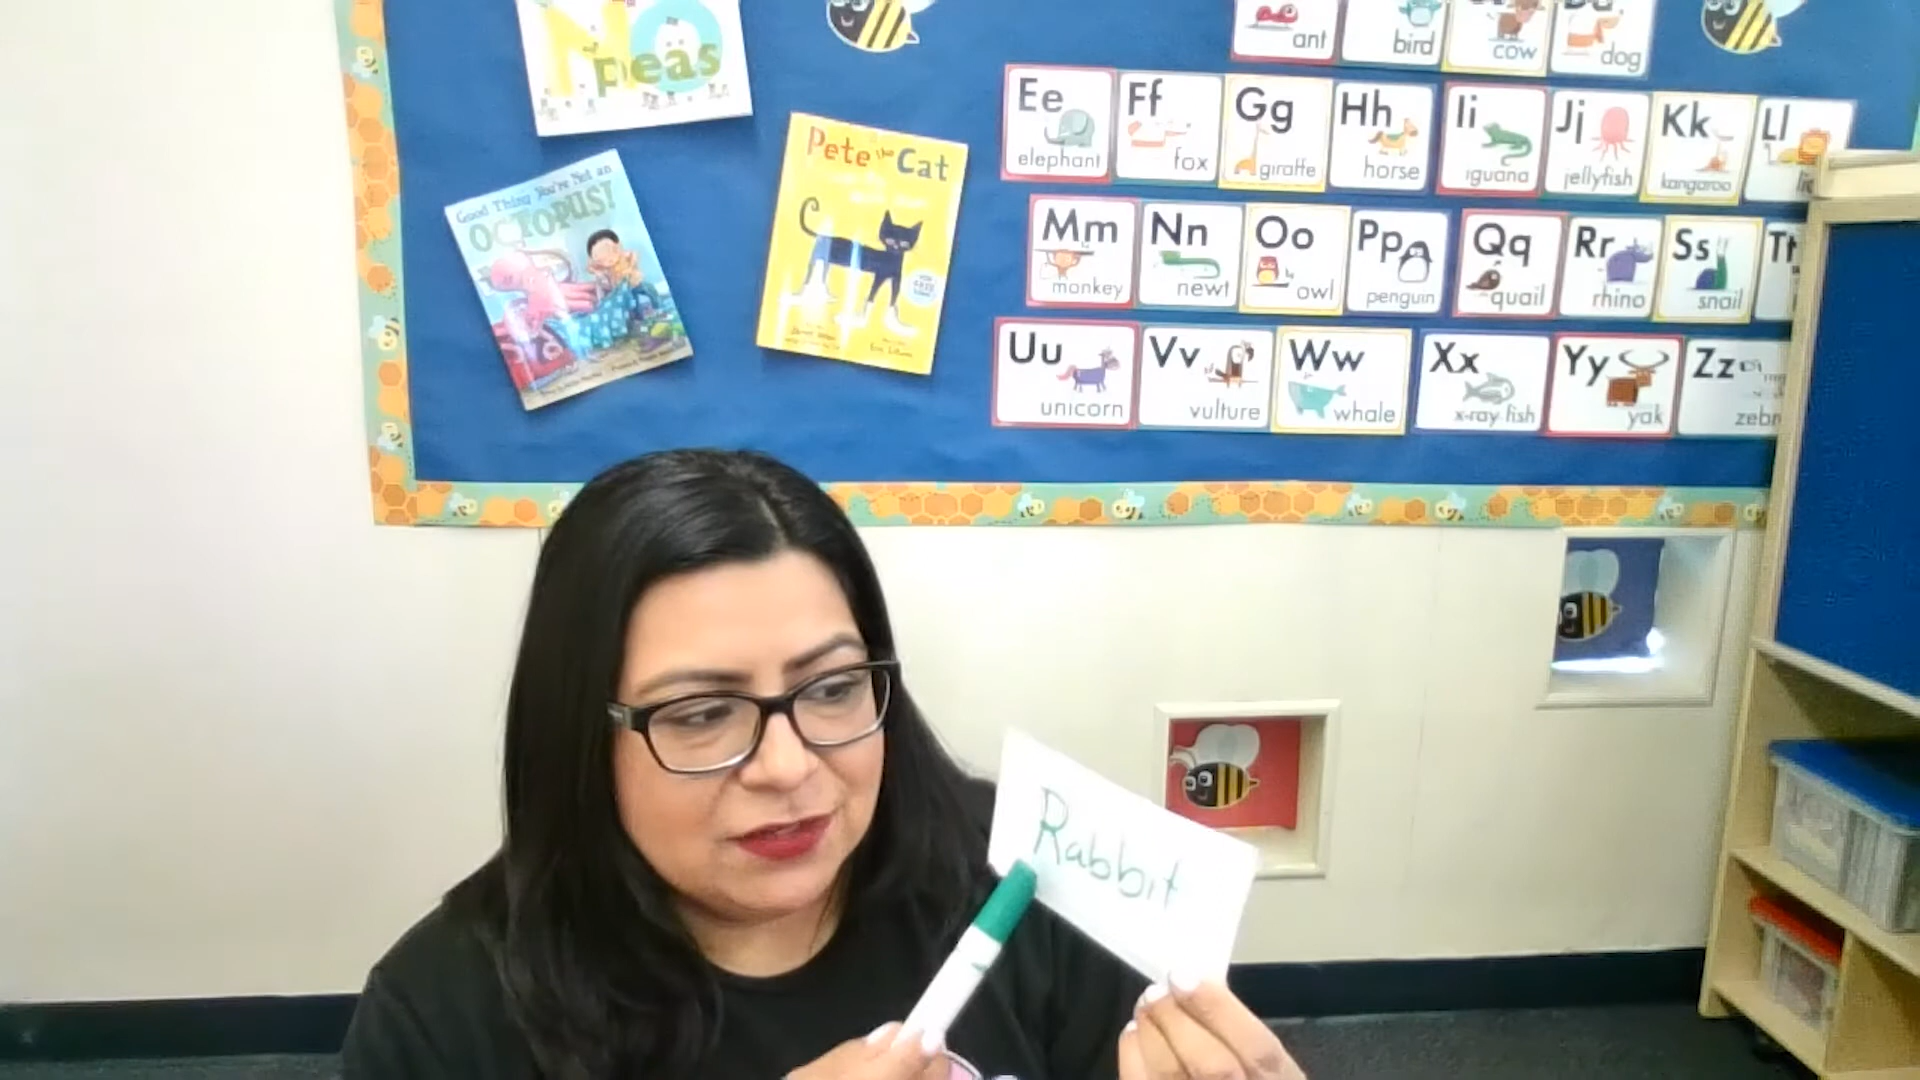 NO
of Peas
ant
bird
cow
dog
Ee
elephant
Ff
fox
Gg
giraffe
Hh
horse
Ii
iguana
Jj
jellyfish
Kk
kangaroo
Ll
Good Thing You're Not an
OCTOPUS!
Pete the Cat
Mm
monkey
Nn
newt
Oo
owl
Pp
penguin
Qq
quail
Rr
rhino
Ss
snail
Uu
unicorn
Vv
vulture
Ww
whale
Xx
x-ray fish
Yy
yak
Zz
Rabbit